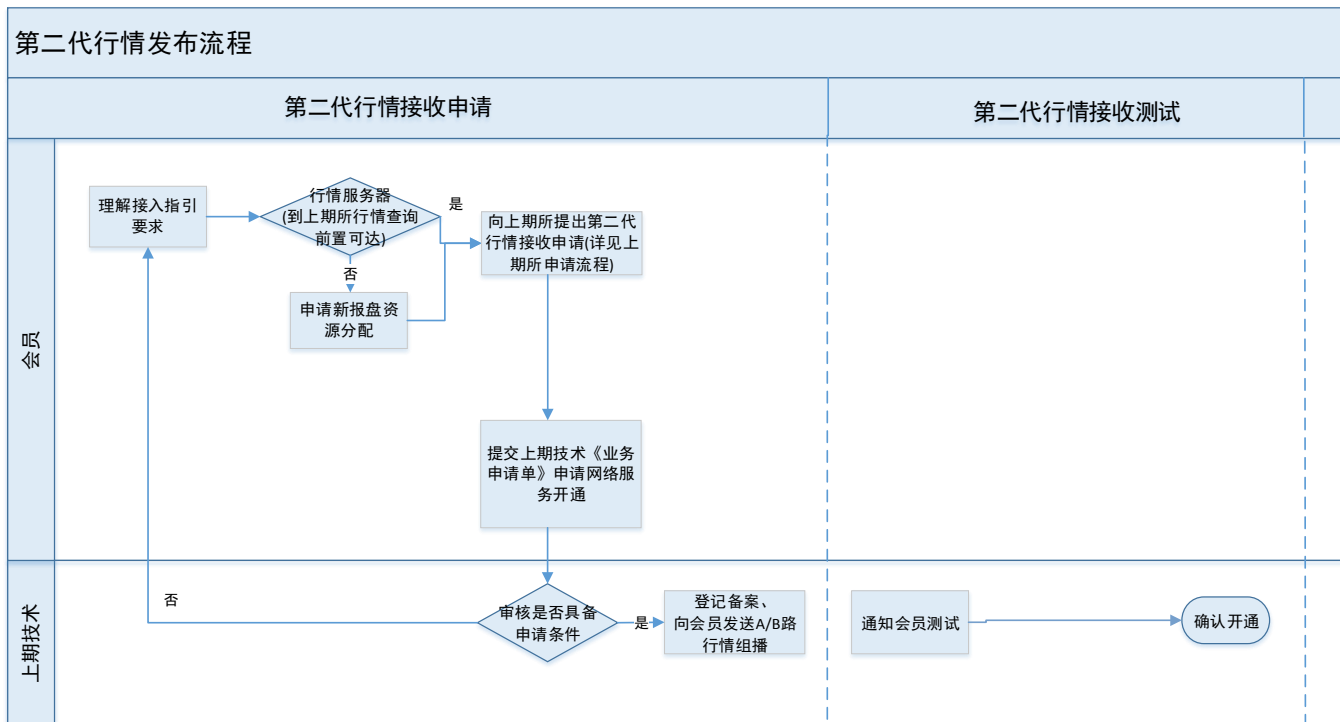 第二代行情发布流程
第二代行情接收申请
第二代行情接收测试
会员
理解接入指引
要求
行情服务器
(到上期所行情查询
前置可达)
是
否
申请新报盘资
源分配
向上期所提出第二代
行情接收申请(详见上
期所申请流程)
提交上期技术《业务
申请单》申请网络服
务开通
上期技术
否
审核是否具备
申请条件
是
登记备案、
向会员发送A/B路
行情组播
通知会员测试
确认开通